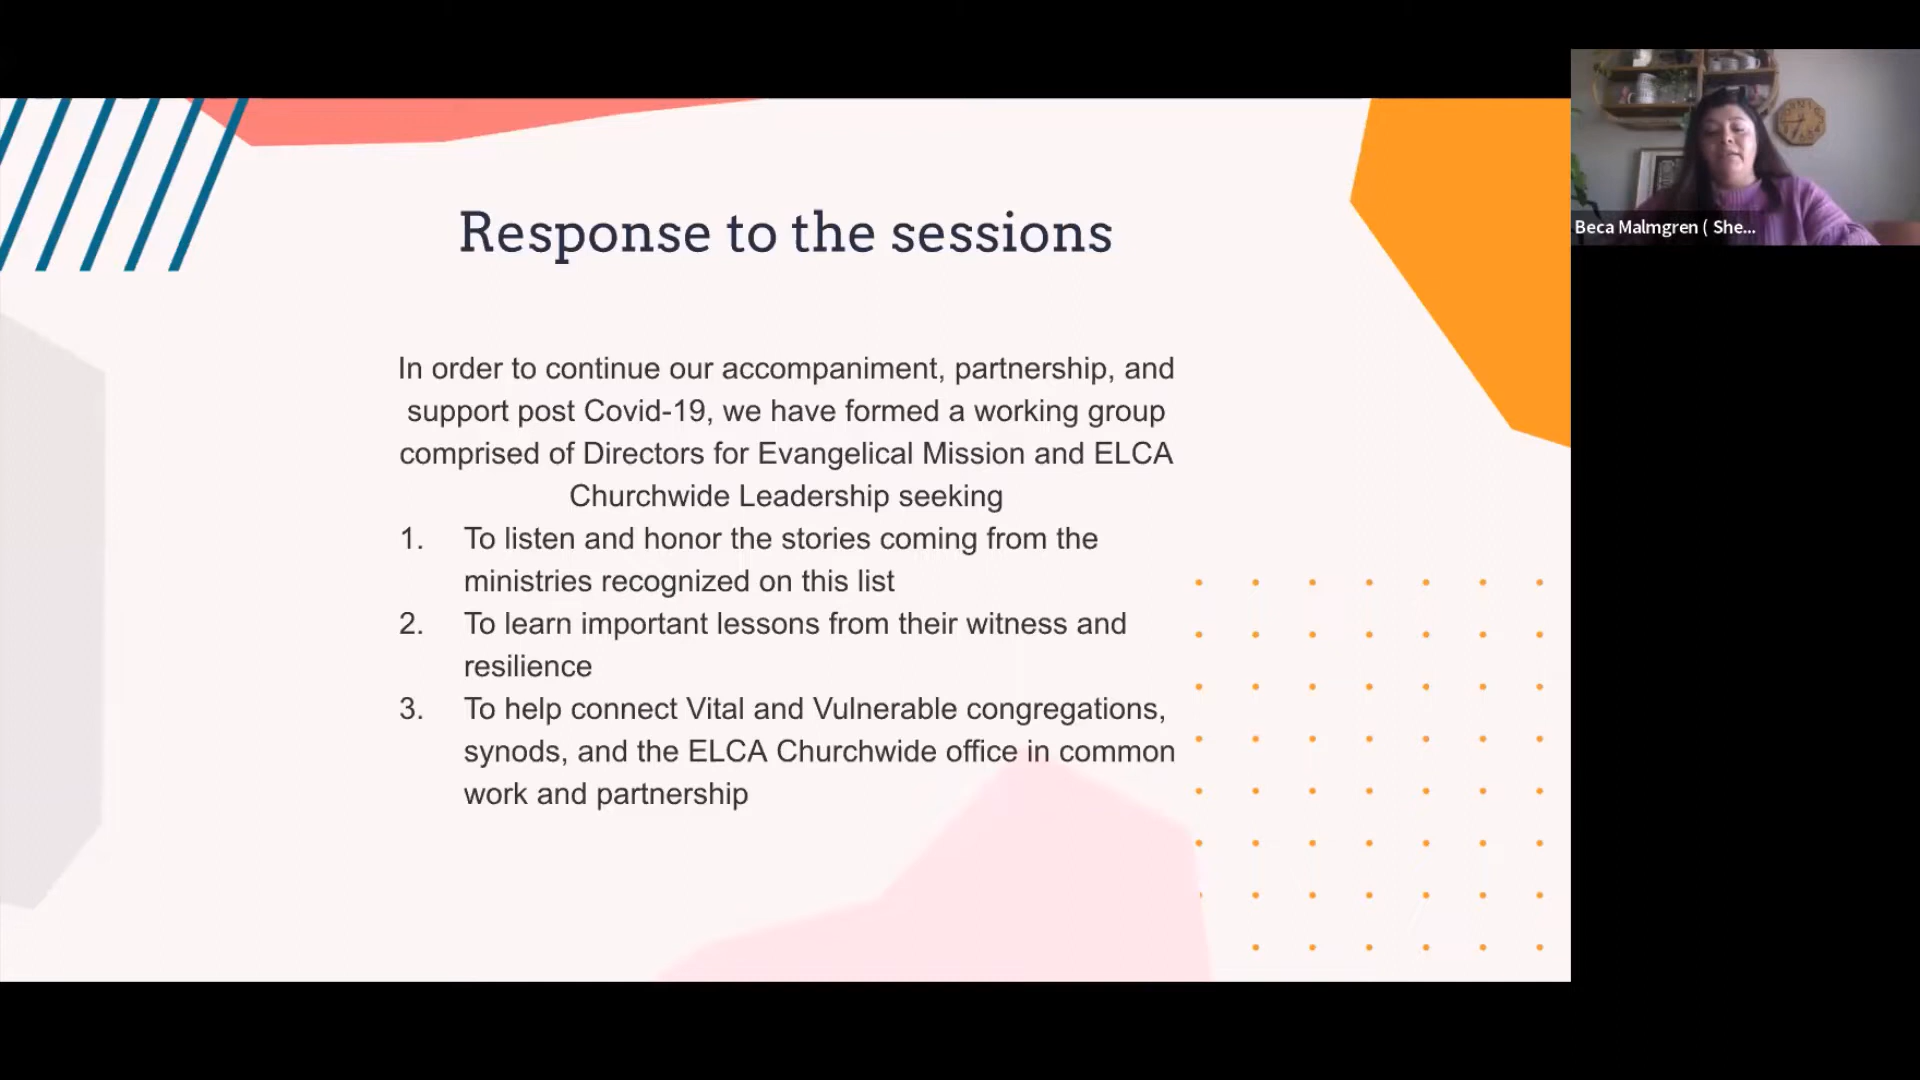 Response to the sessions
In order to continue our accompaniment, partnership, and
support post Covid-19, we have formed a working group
comprised of Directors for Evangelical Mission and ELCA
Churchwide Leadership seeking
1. To listen and honor the stories coming from the
ministries recognized on this list
2. To learn important lessons from their witness and
resilience
3. To help connect Vital and Vulnerable congregations,
synods, and the ELCA Churchwide office in common
work and partnership
Beca Malmgren ( She...